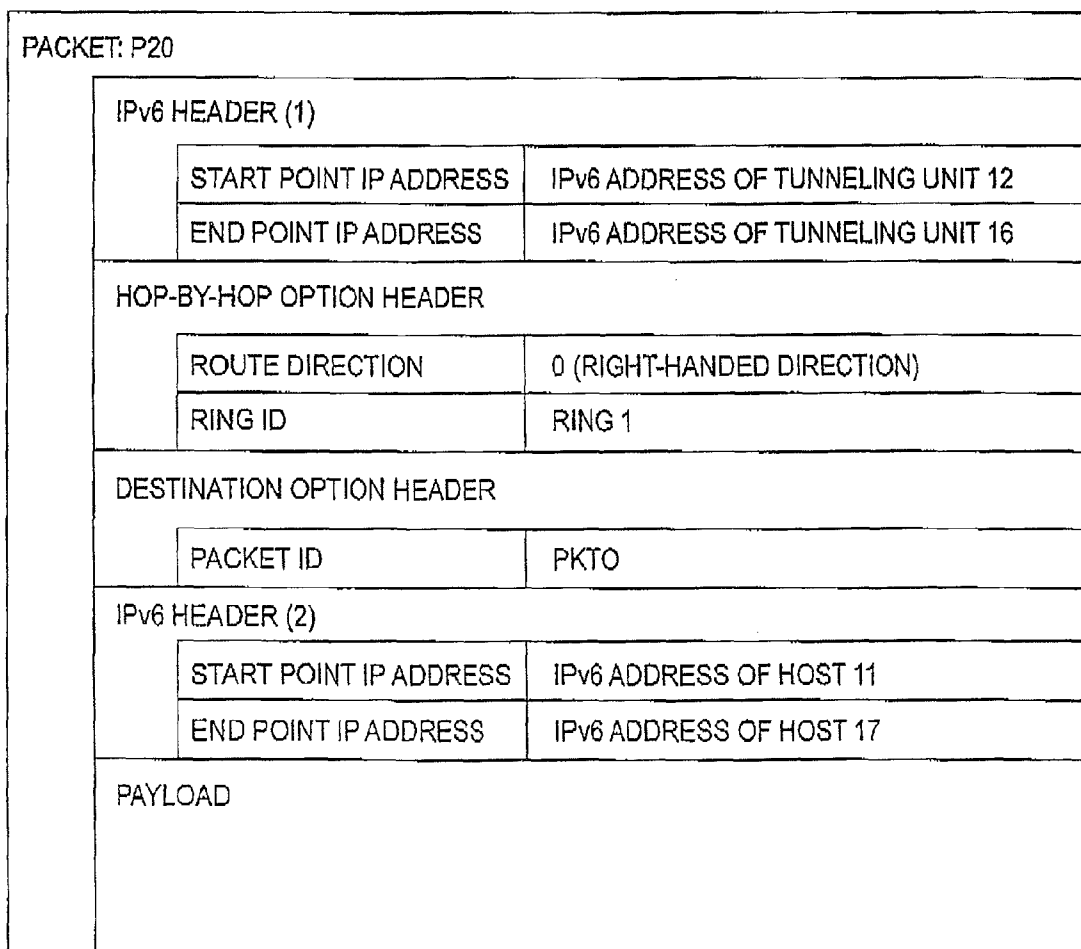 PACKET: P20
IPv6 HEADER (1)
START POINT IP ADDRESS IPv6 ADDRESS OF TUNNELING UNIT 12
END POINT IP ADDRESS IPv6 ADDRESS OF TUNNELING UNIT 16
HOP-BY-HOP OPTION HEADER
ROUTE DIRECTION 0 (RIGHT-HANDED DIRECTION)
RING ID RING 1
DESTINATION OPTION HEADER
PACKET ID PKTO
IPv6 HEADER (2)
START POINT IP ADDRESS IPv6 ADDRESS OF HOST 11
END POINT IP ADDRESS IPv6 ADDRESS OF HOST 17
PAYLOAD